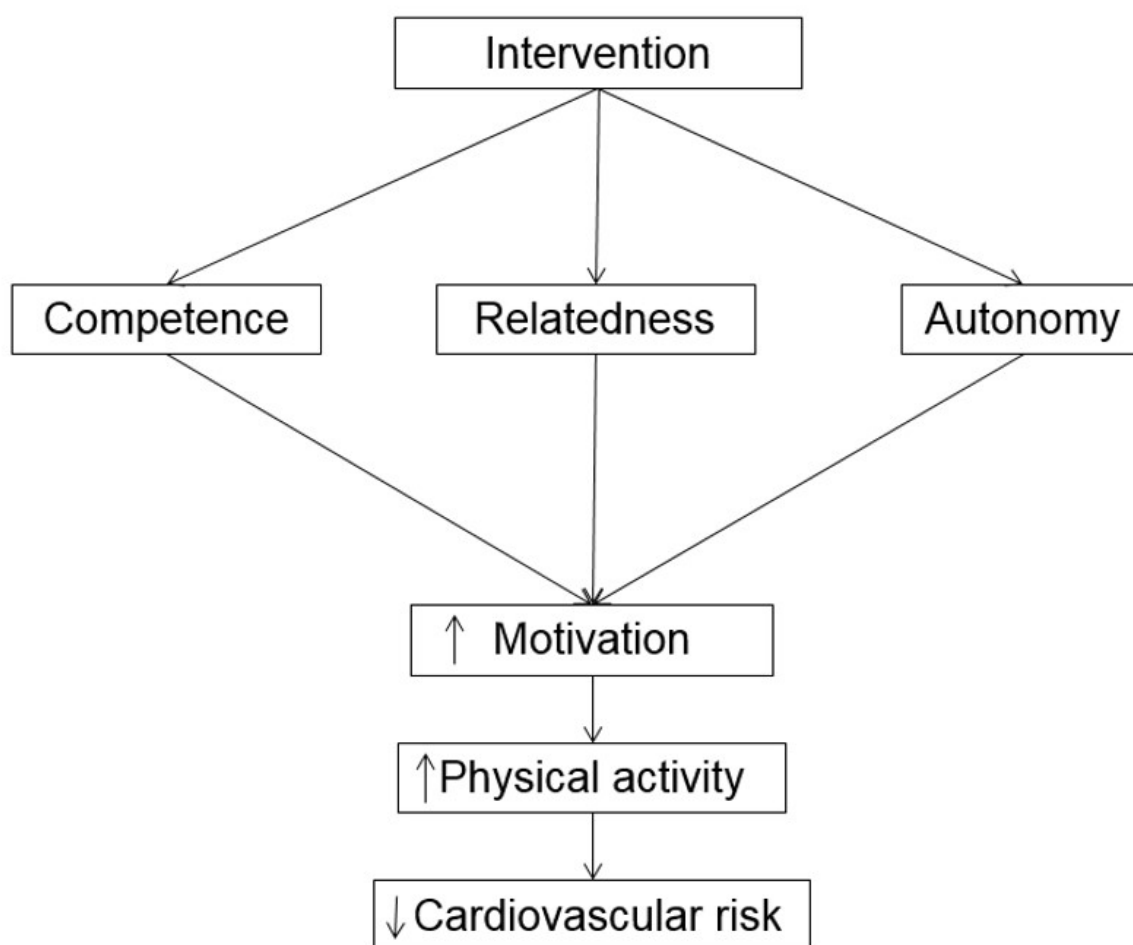 Intervention
Competence
Relatedness
Autonomy
↑ Motivation
↑ Physical activity
↓ Cardiovascular risk